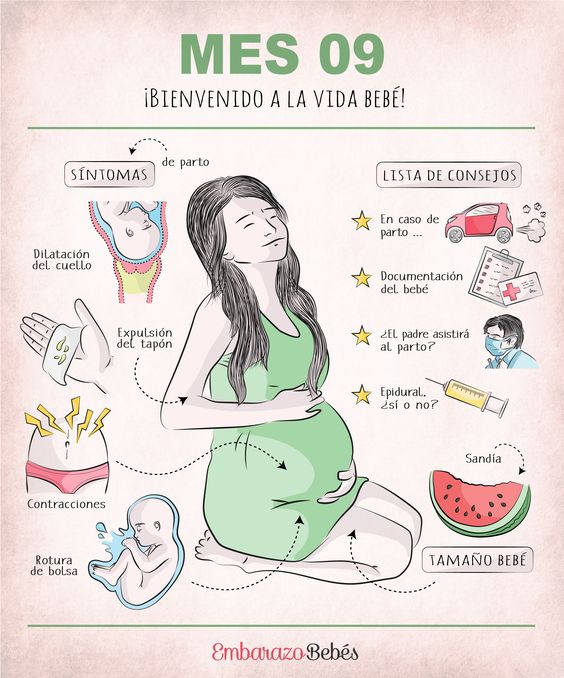 MES 09
¡BIENVENIDO A LA VIDA BEBÉ!
SÍNTOMAS
de parto
Dilatación
del cuello
Expulsión
del tapón
Contracciones
Rotura
de bolsa
LISTA DE CONSEJOS
En caso de
parto ...
Documentación
del bebé
¿El padre asistirá
al parto?
Epidural,
¿sí o no?
Sandía
TAMAÑO BEBÉ
EmbarazoBebés